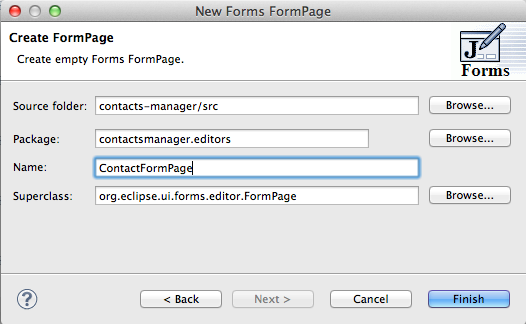 New Forms FormPage
Create FormPage
Create empty Forms FormPage.
J
Forms
Source folder: contacts-manager/src Browse...
Package: contactsmanager.editors Browse...
Name: ContactFormPage
Superclass: org.eclipse.ui.forms.editor.FormPage Browse...
? < Back Next > Cancel Finish